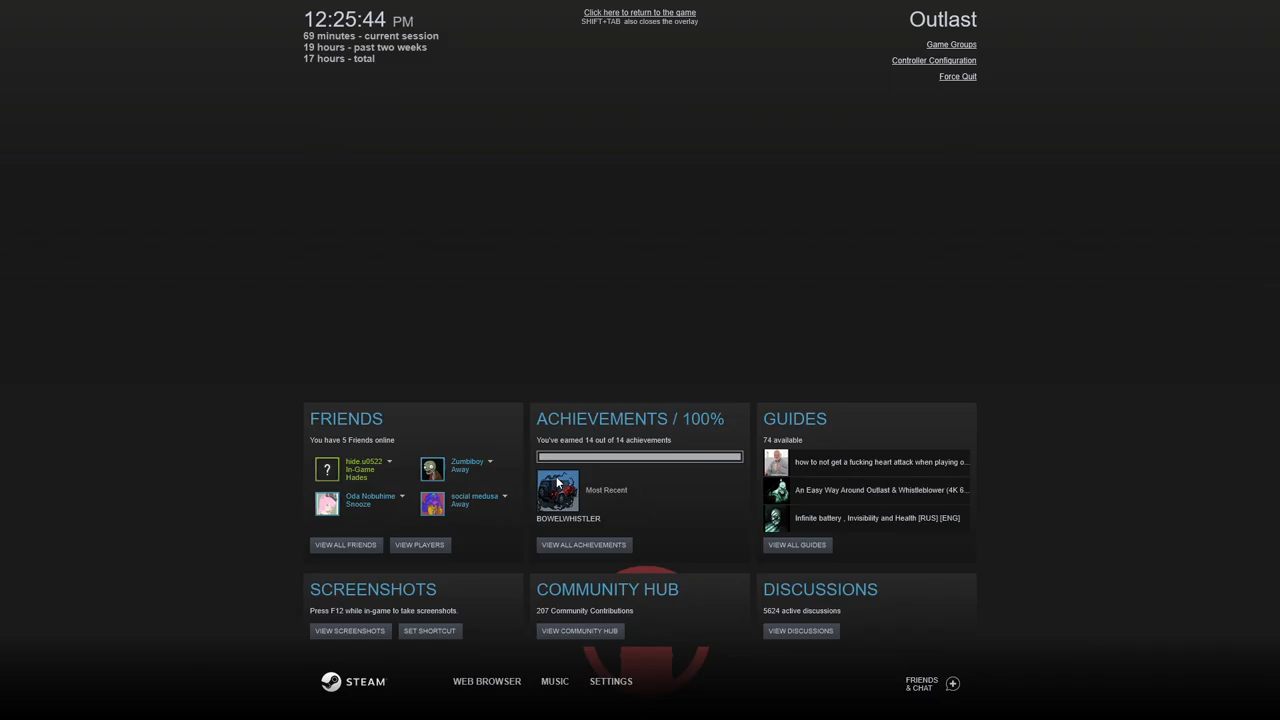 12:25:44 PM
69 minutes - current session
19 hours - past two weeks
17 hours - total
Click here to return to the game
SHIFT+TAB also closes the overlay
Outlast
Game Groups
Controller Configuration
Force Quit
FRIENDS
You have 5 Friends online
hide.u0522
In-Game
Hades
Zumbiboy
Away
Oda Nobuhime
Snooze
social medusa
Away
VIEW ALL FRIENDS
VIEW PLAYERS
ACHIEVEMENTS / 100%
You've earned 14 out of 14 achievements
Most Recent
BOWELWHISTLER
VIEW ALL ACHIEVEMENTS
GUIDES
74 available
how to not get a fucking heart attack when playing o...
An Easy Way Around Outlast & Whistleblower (4K 6...
Infinite battery , Invisibility and Health [RUS] [ENG]
VIEW ALL GUIDES
SCREENSHOTS
Press F12 while in-game to take screenshots.
VIEW SCREENSHOTS
SET SHORTCUT
COMMUNITY HUB
207 Community Contributions
VIEW COMMUNITY HUB
DISCUSSIONS
5624 active discussions
VIEW DISCUSSIONS
STEAM
WEB BROWSER
MUSIC
SETTINGS
FRIENDS
& CHAT